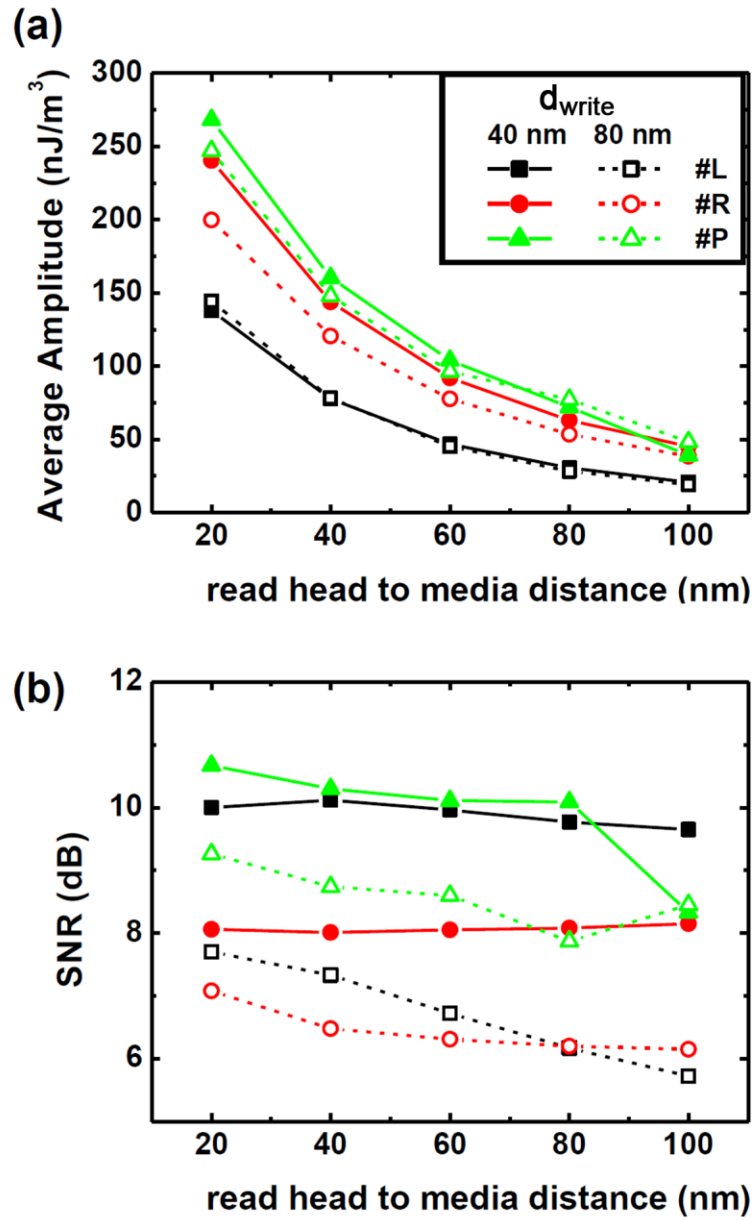 (a)
Average Amplitude (nJ/m³)
300
250
200
150
100
50
0
d_write
40 nm 80 nm
#L
#R
#P
20 40 60 80 100
read head to media distance (nm)
(b)
SNR (dB)
12
10
8
6
20 40 60 80 100
read head to media distance (nm)